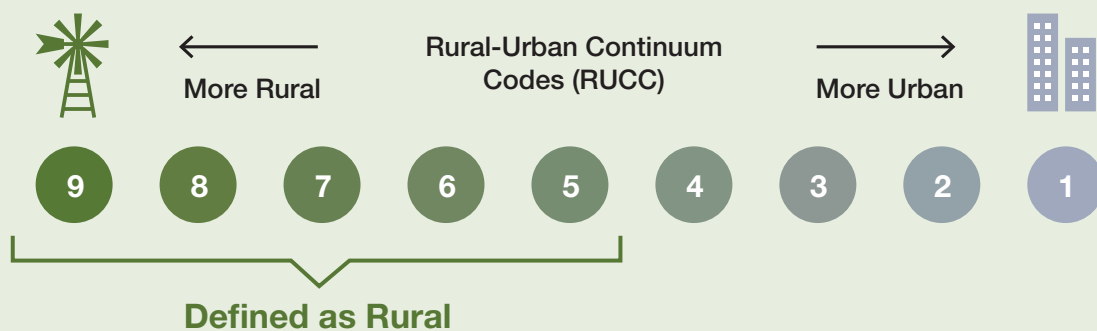 Rural-Urban Continuum
Codes (RUCC)
More Rural
More Urban
9 8 7 6 5 4 3 2 1
Defined as Rural